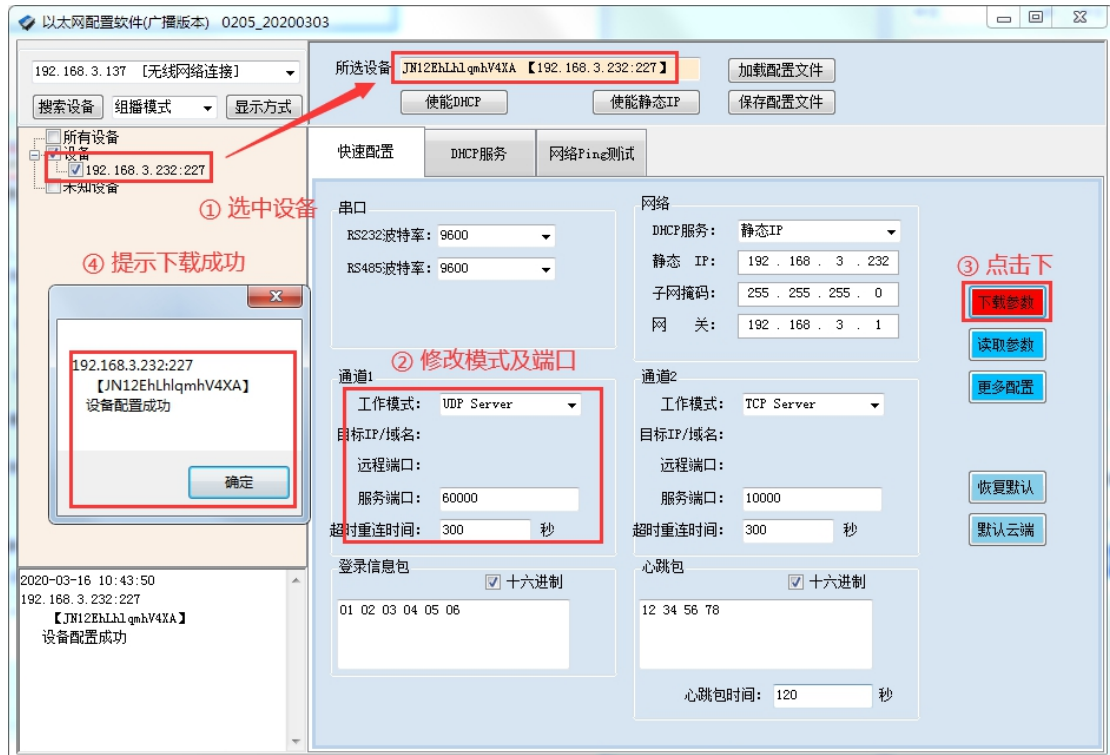 以太网配置软件(广播版本) 0205_20200303
192.168.3.137 [无线网络连接]
搜索设备 组播模式 显示方式
所有设备
设备
192.168.3.232:227
未知设备
所选设备 JN12EhLhlqmhV4XA 【192.168.3.232:227】 加载配置文件
使能DHCP 使能静态IP 保存配置文件
① 选中设备
快速配置 DHCP服务 网络Ping测试
串口
RS232波特率: 9600
RS485波特率: 9600
网络
DHCP服务: 静态IP
静态 IP: 192 . 168 . 3 . 232
子网掩码: 255 . 255 . 255 . 0
网 关: 192 . 168 . 3 . 1
③ 点击下
下载参数
读取参数
更多配置
恢复默认
默认云端
④ 提示下载成功
192.168.3.232:227
【JN12EhLhlqmhV4XA】
设备配置成功
确定
② 修改模式及端口
通道1
工作模式: UDP Server
目标IP/域名:
远程端口:
服务端口: 60000
超时重连时间: 300 秒
通道2
工作模式: TCP Server
目标IP/域名:
远程端口:
服务端口: 10000
超时重连时间: 300 秒
登录信息包
十六进制
01 02 03 04 05 06
心跳包
十六进制
12 34 56 78
心跳包时间: 120 秒
2020-03-16 10:43:50
192.168.3.232:227
【JN12EhLhlqmhV4XA】
设备配置成功